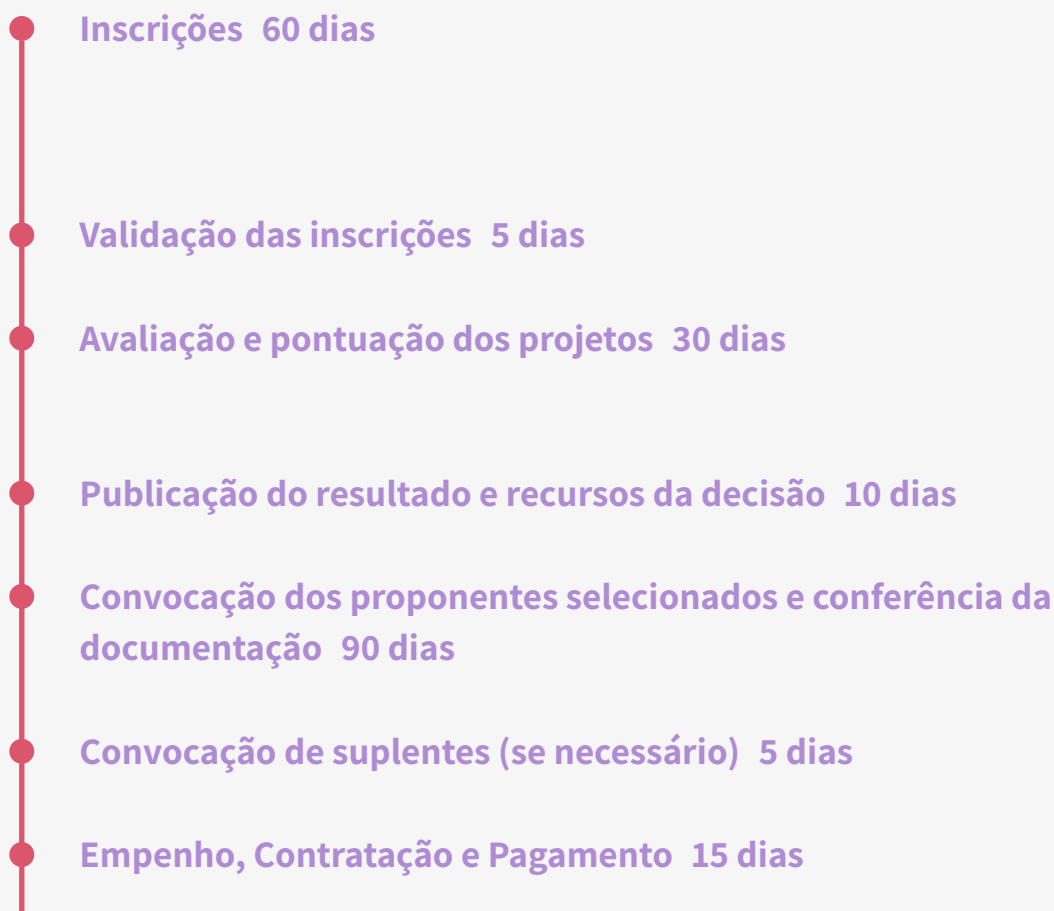 Inscrições 60 dias
Validação das inscrições 5 dias
Avaliação e pontuação dos projetos 30 dias
Publicação do resultado e recursos da decisão 10 dias
Convocação dos proponentes selecionados e conferência da
documentação 90 dias
Convocação de suplentes (se necessário) 5 dias
Empenho, Contratação e Pagamento 15 dias